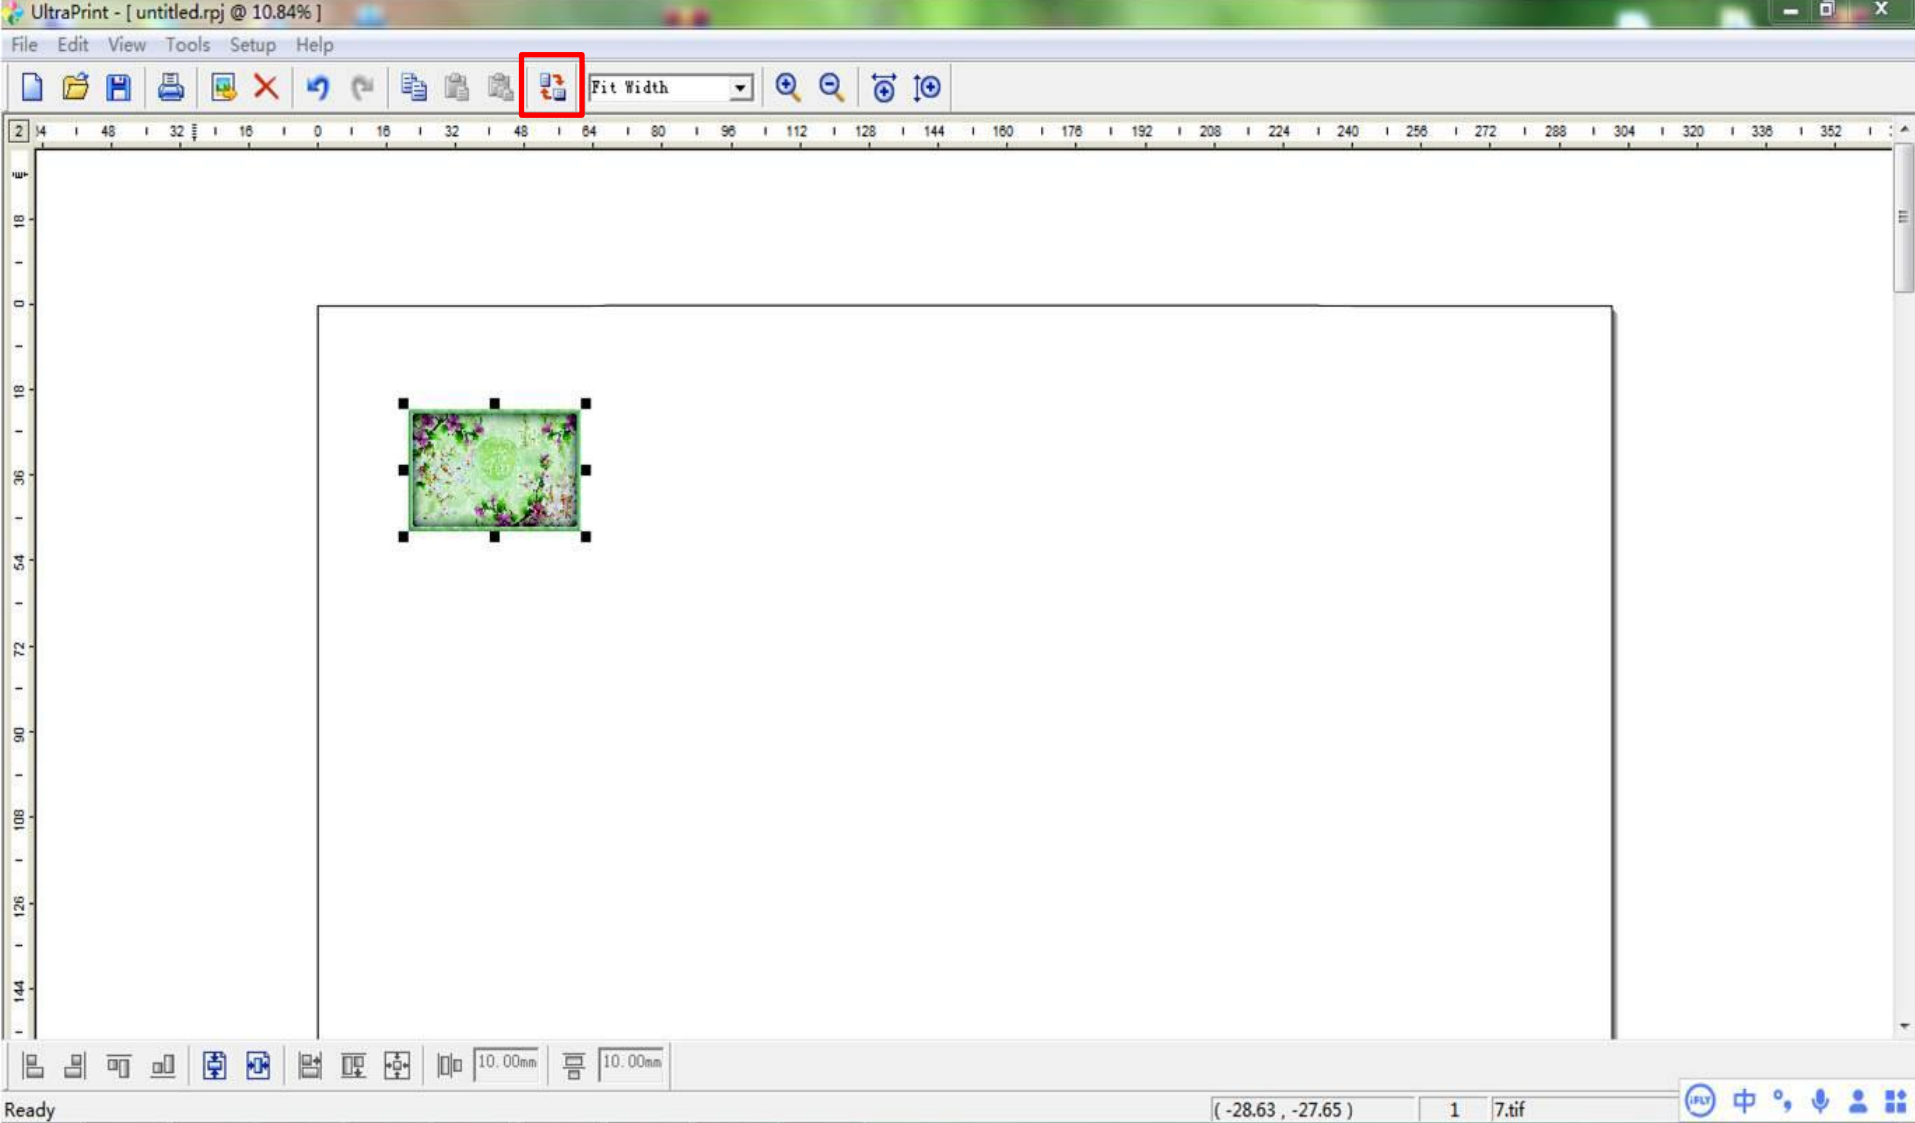 UltraPrint - [ untitled.rpj @ 10.84% ]
File Edit View Tools Setup Help
Fit Width
2 48 32 16 0 16 32 48 64 80 96 112 128 144 160 176 192 208 224 240 256 272 288 304 320 336 352
18
0
18
36
54
72
90
108
126
144
10.00mm 10.00mm
Ready ( -28.63 , -27.65 ) 1 7.tif iFLY 中 °,